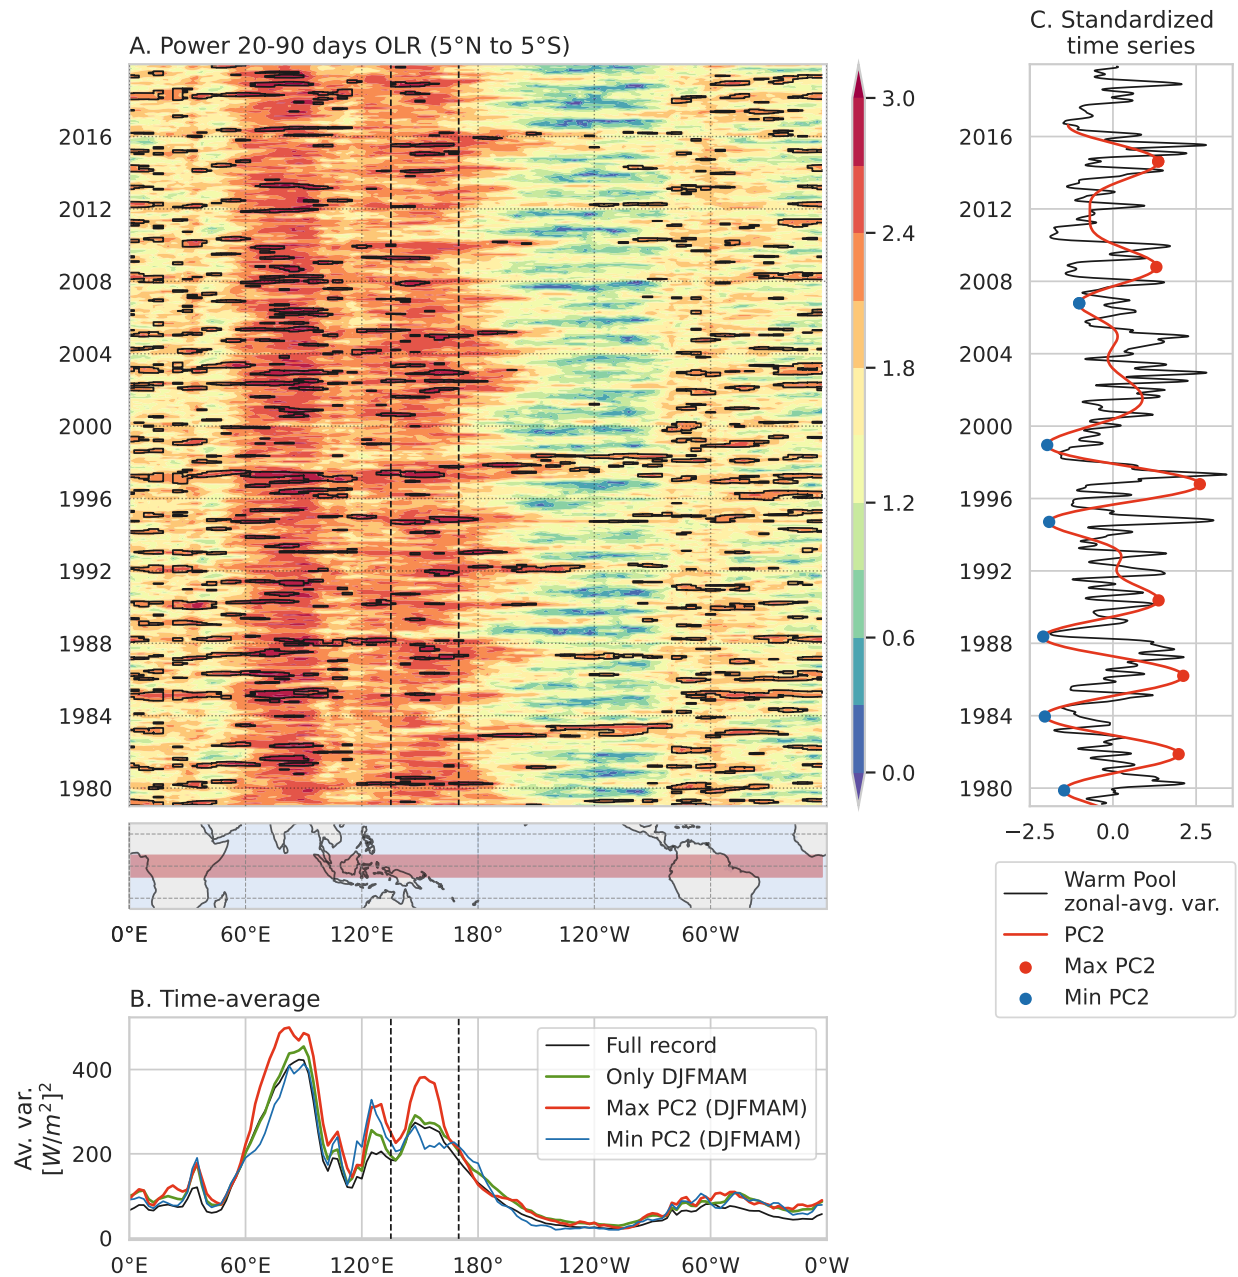 C. Standardized
time series
A. Power 20-90 days OLR (5°N to 5°S)
2016
2012
2008
2004
2000
1996
1992
1988
1984
1980
3.0
2.4
1.8
1.2
0.6
0.0
2016
2012
2008
2004
2000
1996
1992
1988
1984
1980
−2.5 0.0 2.5
0°E 60°E 120°E 180° 120°W 60°W
Warm Pool
zonal-avg. var.
PC2
Max PC2
Min PC2
B. Time-average
Av. var.
[W/m²]²
400
200
0
Full record
Only DJFMAM
Max PC2 (DJFMAM)
Min PC2 (DJFMAM)
0°E 60°E 120°E 180° 120°W 60°W 0°W